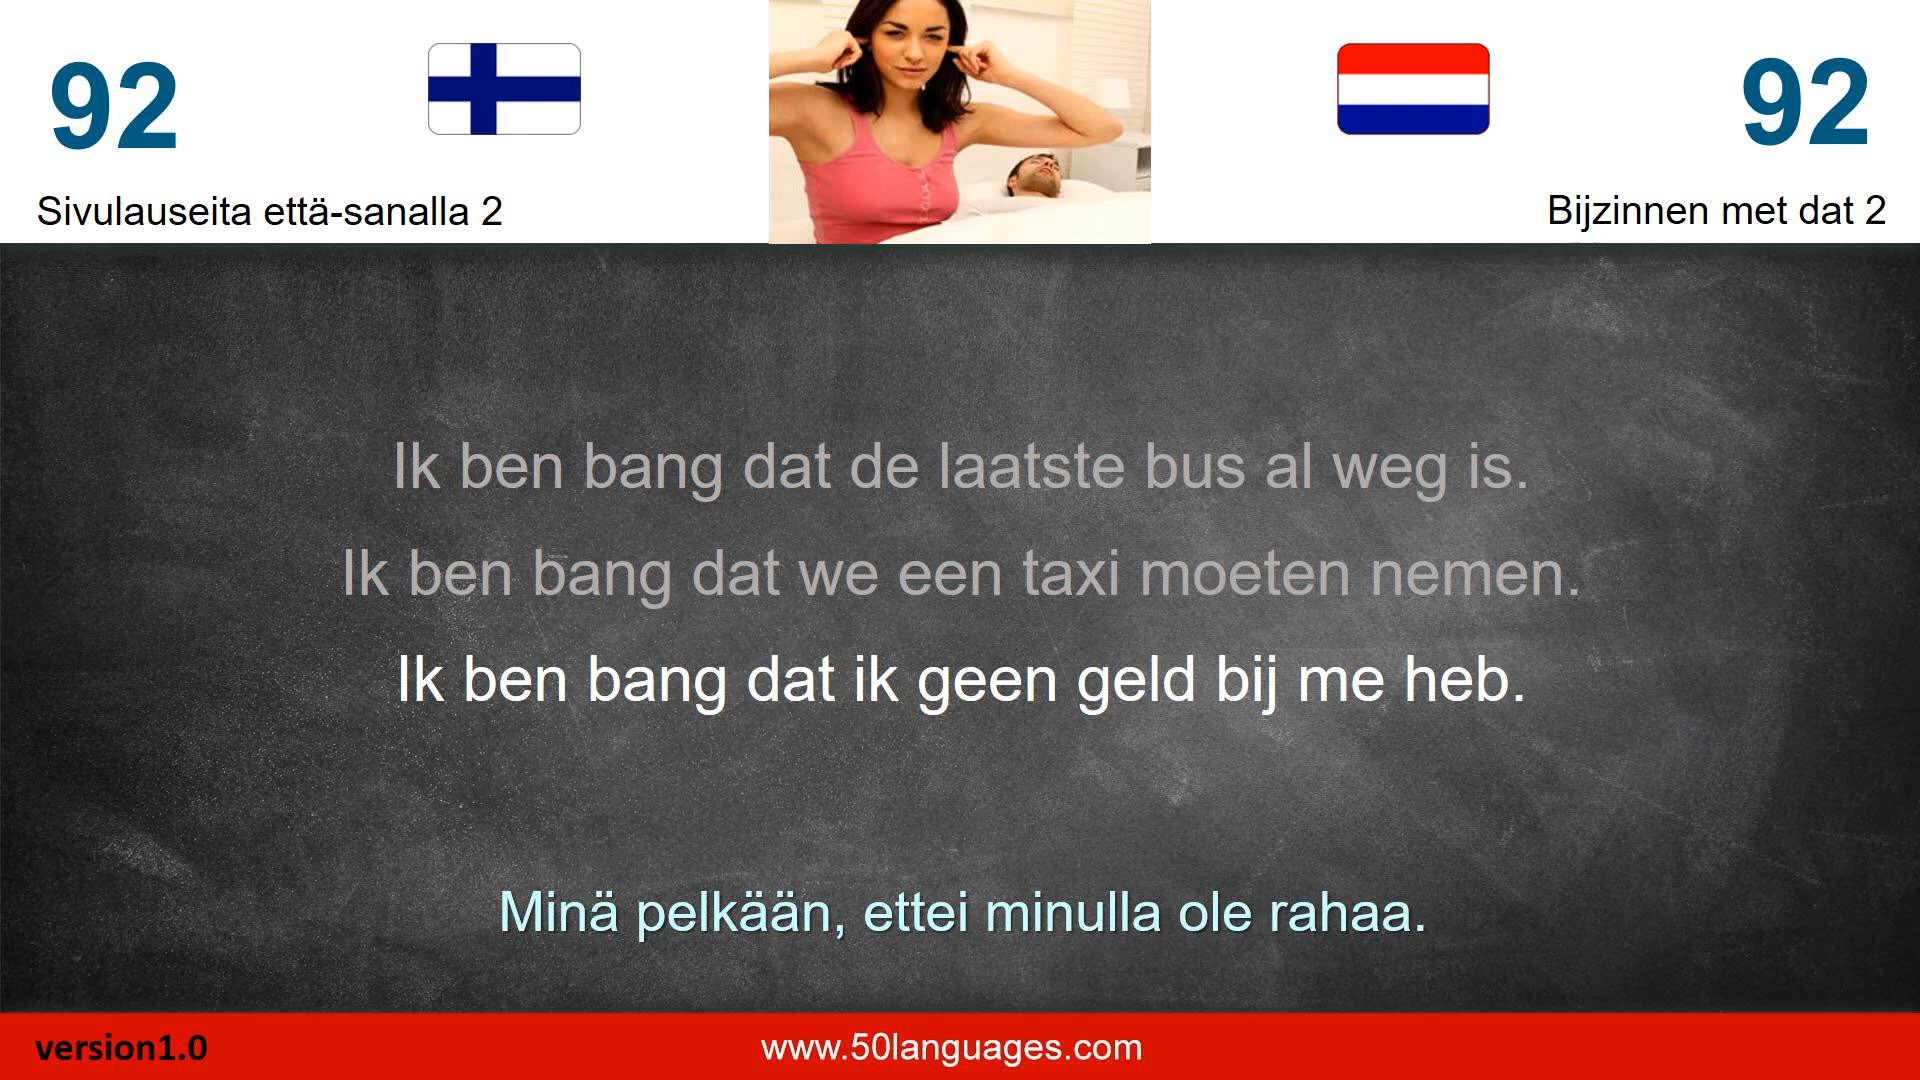 92
92
Sivulauseita että-sanalla 2
Bijzinnen met dat 2
Ik ben bang dat de laatste bus al weg is.
Ik ben bang dat we een taxi moeten nemen.
Ik ben bang dat ik geen geld bij me heb.
Minä pelkään, ettei minulla ole rahaa.
version1.0
www.50languages.com